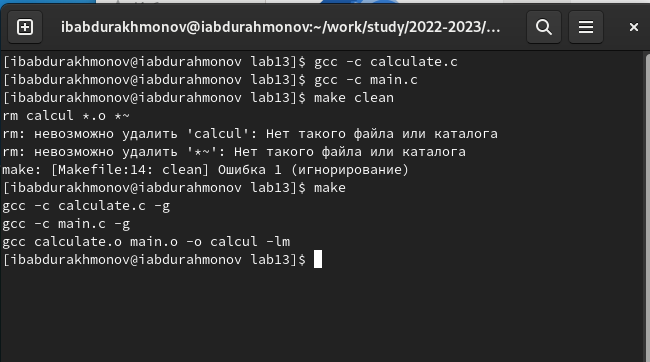 ibabdurakhmonov@iabdurahmonov:~/work/study/2022-2023/...
[ibabdurakhmonov@iabdurahmonov lab13]$ gcc -c calculate.c
[ibabdurakhmonov@iabdurahmonov lab13]$ gcc -c main.c
[ibabdurakhmonov@iabdurahmonov lab13]$ make clean
rm calcul *.o *~
rm: невозможно удалить 'calcul': Нет такого файла или каталога
rm: невозможно удалить '*~': Нет такого файла или каталога
make: [Makefile:14: clean] Ошибка 1 (игнорирование)
[ibabdurakhmonov@iabdurahmonov lab13]$ make
gcc -c calculate.c -g
gcc -c main.c -g
gcc calculate.o main.o -o calcul -lm
[ibabdurakhmonov@iabdurahmonov lab13]$